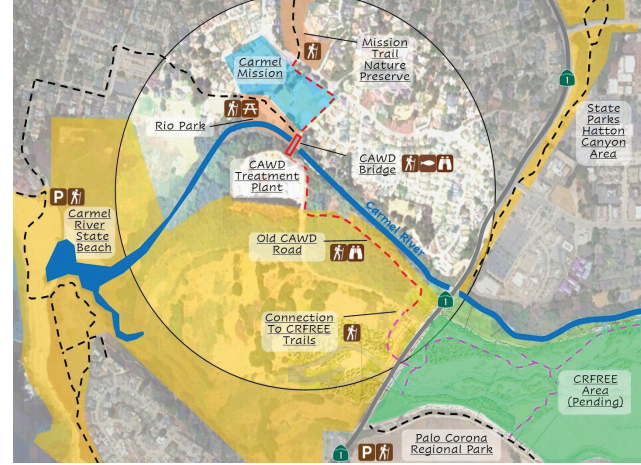 Mission
Trail
Nature
Preserve
Carmel
Mission
1
State
Parks
Hatton
Canyon
Area
Rio Park
CAWD
Treatment
Plant
CAWD
Bridge
P
Carmel
River
State
Beach
Carmel River
Old CAWD
Road
1
Connection
To CRFREE
Trails
CRFREE
Area
(Pending)
Palo Corona
Regional Park
1
P